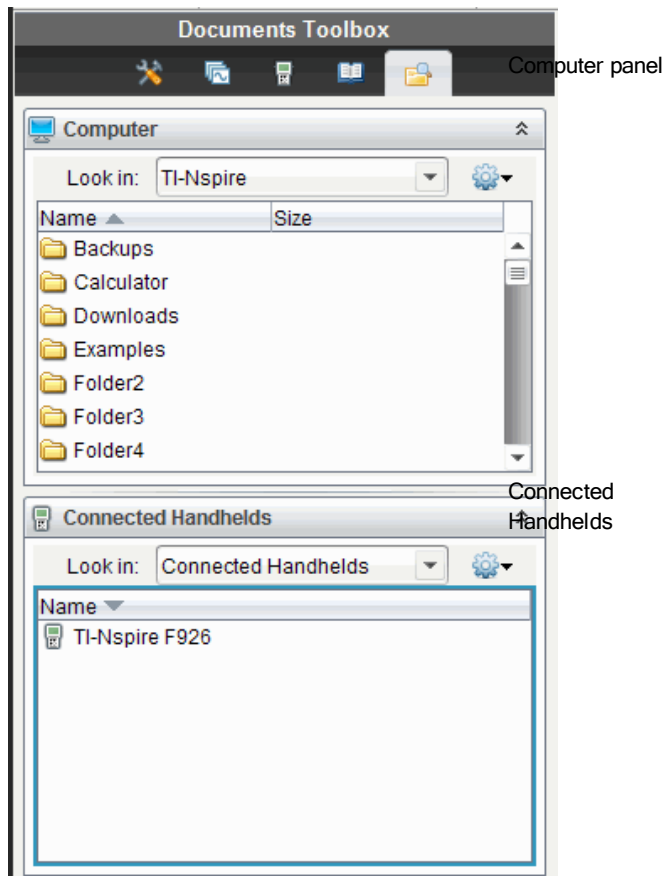 Documents Toolbox
Computer panel
Computer
Look in: TI-Nspire
Name Size
Backups
Calculator
Downloads
Examples
Folder2
Folder3
Folder4
Connected
Handhelds
Connected Handhelds
Look in: Connected Handhelds
Name
TI-Nspire F926